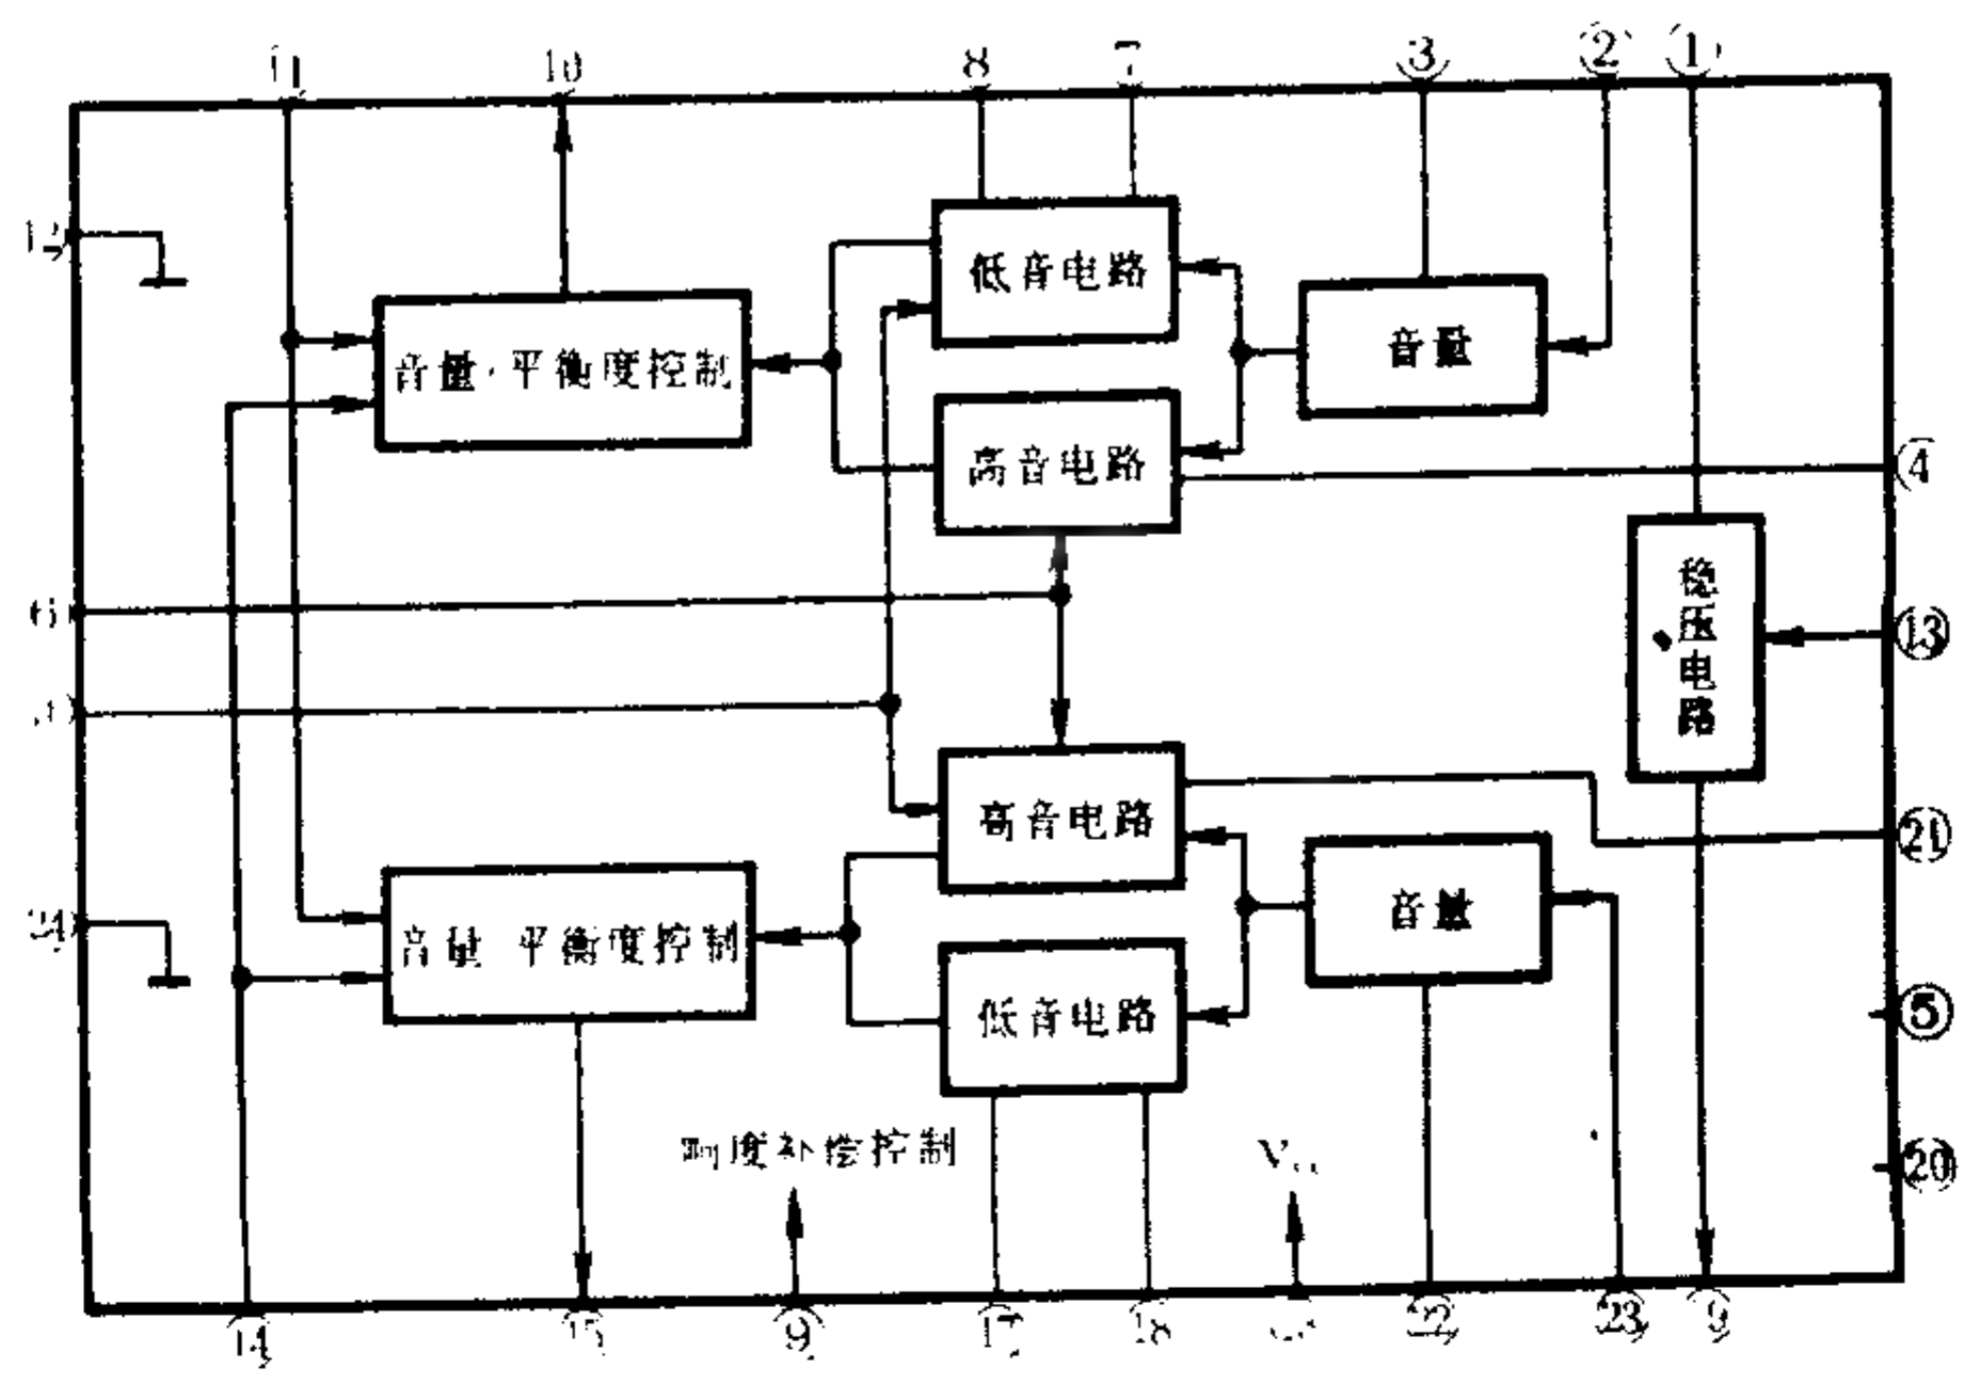 11 10 8 7 ③ ② ①
12
低音电路
音量
音量·平衡度控制
高音电路
④
6
稳压电路
⑬
高音电路
㉑
音量
24
音量 平衡度控制
低音电路
⑤
响度补偿控制
⑳
14 15 9 17 18 22 23 9